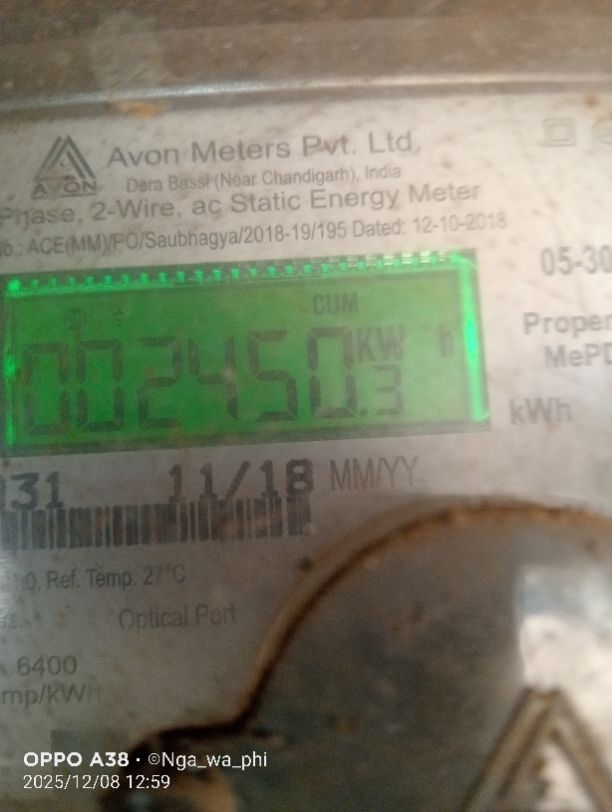 Avon Meters Pvt. Ltd.
AVON
Dera Bassi (Near Chandigarh), India
Phase, 2-Wire, ac Static Energy Meter
ACE(MM)/PO/Saubhagya/2018-19/195 Dated: 12-10-2018
05-30
CUM
KW h
002450.3
Proper
MePD
kWh
31 11/18 MM/YY
Ref. Temp. 27°C
Optical Port
6400
mp/kWh
OPPO A38 · ©Nga_wa_phi
2025/12/08 12:59